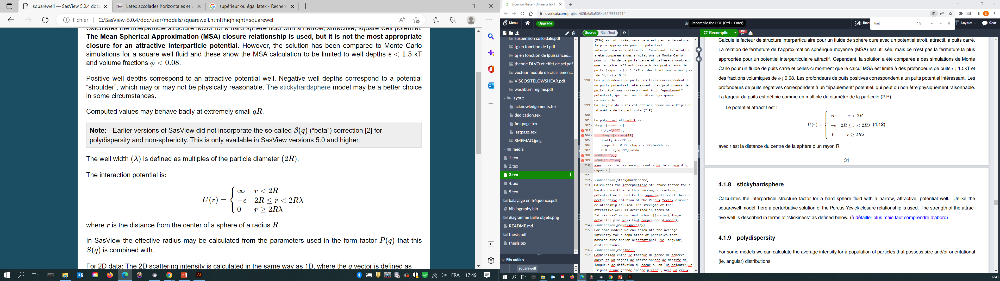 squarewell — SasView 5.0.4 docu
Latex accolades horizontales et v
supérieur ou égal latex - Recherc
Fichier
C:/SasView-5.0.4/doc/user/models/squarewell.html?highlight=squarewell
Calculates the interparticle structure factor for a hard sphere fluid with a narrow, attractive, square well potential.
The Mean Spherical Approximation (MSA) closure relationship is used, but it is not the most appropriate
closure for an attractive interparticle potential. However, the solution has been compared to Monte Carlo
simulations for a square well fluid and these show the MSA calculation to be limited to well depths ϵ < 1.5 kT
and volume fractions ϕ < 0.08.
Positive well depths correspond to an attractive potential well. Negative well depths correspond to a potential
“shoulder”, which may or may not be physically reasonable. The stickyhardsphere model may be a better choice
in some circumstances.
Computed values may behave badly at extremely small qR.
Note: Earlier versions of SasView did not incorporate the so-called β(q) (“beta”) correction [2] for
polydispersity and non-sphericity. This is only available in SasView versions 5.0 and higher.
The well width (λ) is defined as multiples of the particle diameter (2R).
The interaction potential is:
∞ r < 2R
U(r) = { −ϵ 2R ≤ r < 2Rλ
0 r ≥ 2Rλ
where r is the distance from the center of a sphere of a radius R.
In SasView the effective radius may be calculated from the parameters used in the form factor P(q) that this
S(q) is combined with.
For 2D data: The 2D scattering intensity is calculated in the same way as 1D, where the q vector is defined as
FRA 17:49
Brouillon_thèse - Online LaTeX E
overleaf.com/project/62fb6a5a5034e31f9568711f
Menu
Upgrade
Bro
Recompile the PDF (Ctrl + Enter)
Revi
font 1/2
Layout
Chat
Source
Rich Text
Ω
Recompile
130
suspension colloidale.pdf
tg en fonction de l.pdf
tg en fonction de lpuissance6....
theorie DLVO et effet de sel.pdf
vecteur module de cisaillemen...
VISCOSITELOWSHEAR.pdf
washburn regime.pdf
layout
acknowledgements.tex
dedication.tex
firstpage.tex
lastpage.tex
SMEMAG.jpeg
media
1.tex
2.tex
3.tex
4.tex
5.tex
balayage en fréquence.pdf
bibliography.bib
diagramme taille objets.png
README.md
thesis.pdf
thesis.tex
File outline
squarewell
(MSA) est utilisée, mais ce n'est pas la fermeture
la plus appropriée pour un potentiel
interparticulaire attractif. Cependant, la solution
a été comparée à des simulations de Monte Carlo
pour un fluide de puits carré et celles-ci montrent
que le calcul MSA est limité à des profondeurs de
puits $\epsilon$ < 1.5kT et des fractions volumiques
de $\phi$ < 0.08.
198 Les profondeurs de puits positives correspondent à
un puits potentiel intéressant. Les profondeurs de
puits négatives correspondent à un "épaulement"
potentiel, qui peut ou non être physiquement
raisonnable.
199 La largeur du puits est définie comme un multiple du
diamètre de la particule (2 R).
200
201 Le potentiel attractif est :
202 \begin{equation}
203 U(r)=\left\{
204 \begin{array}{11}
205 \infty & r<2R \\
206 -\epsilon & 2R \leq r < 2R\lambda \\
207 0 & r \geq 2R\lambda
208 \end{array}}
209 \end{equation}
210 avec r est la distance du centre de la sphère d'un
rayon R.
211
212 \subsection{stickyhardsphere}
213 Calculates the interparticle structure factor for a
hard sphere fluid with a narrow, attractive,
potential well. Unlike the squarewell model, here a
perturbative solution of the Percus-Yevick closure
relationship is used. The strength of the
attractive well is described in terms of
"stickiness" as defined below. {(\color{blue}à
détailler plus mais faut comprendre d'abord)}
214 \subsection{polydispersity}
215 For some models we can calculate the average
intensity for a population of particles that
possess size and/or orientational (ie, angular)
distributions.
216 \subsection{coreshell}
217 Combinaison entre le facteur de forme de sphères
dures et un signal de petite sphère de densité de
longueur de diffusion du coeur où on lui rajouter un
signal d'une grande sphère pleine ( avec un creux
Calcule le facteur de structure interparticulaire pour un fluide de sphère dure avec un potentiel étroit, attractif, à puits carré.
La relation de fermeture de l'approximation sphérique moyenne (MSA) est utilisée, mais ce n'est pas la fermeture la plus
appropriée pour un potentiel interparticulaire attractif. Cependant, la solution a été comparée à des simulations de Monte
Carlo pour un fluide de puits carré et celles-ci montrent que le calcul MSA est limité à des profondeurs de puits ϵ ¡ 1.5kT et
des fractions volumiques de ϕ ¡ 0.08. Les profondeurs de puits positives correspondent à un puits potentiel intéressant. Les
profondeurs de puits négatives correspondent à un ”épaulement” potentiel, qui peut ou non être physiquement raisonnable.
La largeur du puits est définie comme un multiple du diamètre de la particule (2 R).
Le potentiel attractif est :
∞ r < 2R
U(r) = { −ϵ 2R ≤ r < 2Rλ (4.12)
0 r ≥ 2Rλ
avec r est la distance du centre de la sphère d'un rayon R.
31
4.1.8 stickyhardsphere
Calculates the interparticle structure factor for a hard sphere fluid with a narrow, attractive, potential well. Unlike the
squarewell model, here a perturbative solution of the Percus-Yevick closure relationship is used. The strength of the attrac-
tive well is described in terms of “stickiness” as defined below. (à détailler plus mais faut comprendre d'abord)
4.1.9 polydispersity
For some models we can calculate the average intensity for a population of particles that possess size and/or orientational
(ie, angular) distributions.
17:49